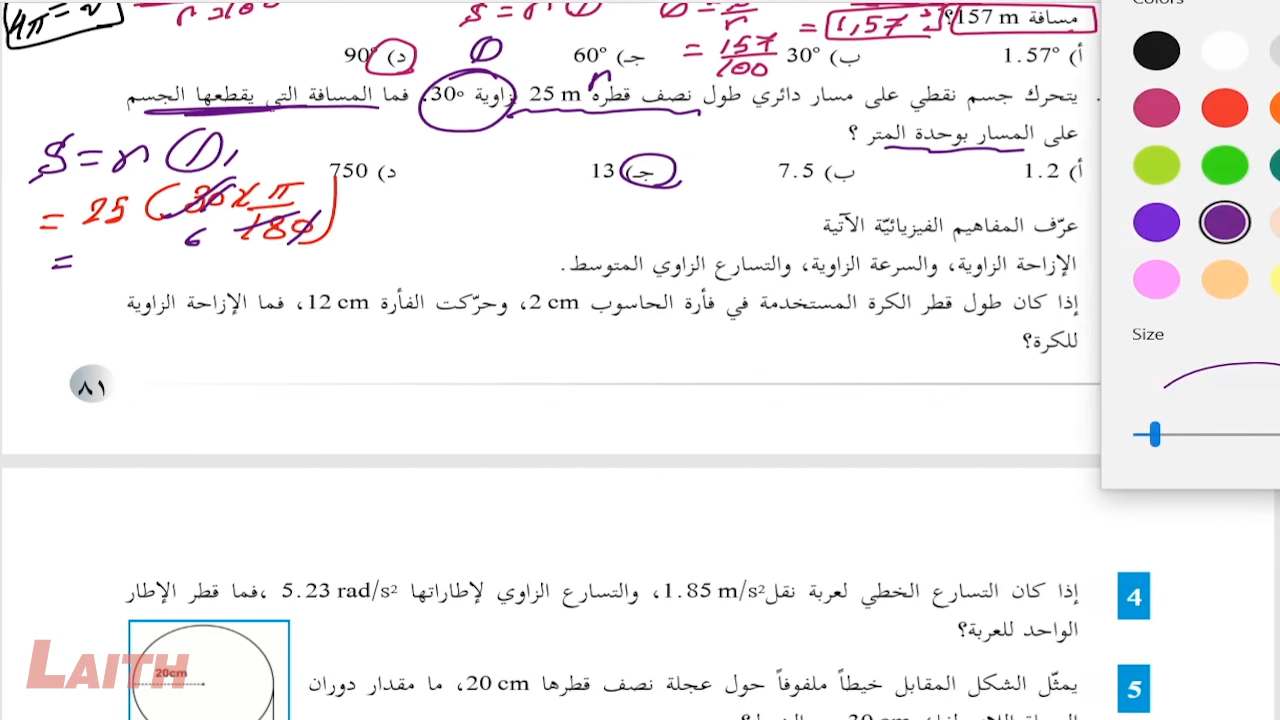 مسافة 157 m؟
أ) 1.57° ب) 30° جـ) 60° د) 90°
= 157/100
= 1,57
يتحرك جسم نقطي على مسار دائري طول نصف قطره 25 m بزاوية 30°. فما المسافة التي يقطعها الجسم
على المسار بوحدة المتر ؟
أ) 1.2 ب) 7.5 جـ) 13 د) 750
= 25 (30 × π/180)
6
=
عرّف المفاهيم الفيزيائيّة الآتية
الإزاحة الزاوية، والسرعة الزاوية، والتسارع الزاوي المتوسط.
إذا كان طول قطر الكرة المستخدمة في فأرة الحاسوب 2 cm، وحرّكت الفأرة 12 cm، فما الإزاحة الزاوية
للكرة؟
٨١
4 إذا كان التسارع الخطي لعربة نقل 1.85 m/s²، والتسارع الزاوي لإطاراتها 5.23 rad/s² ،فما قطر الإطار
الواحد للعربة؟
5 يمثّل الشكل المقابل خيطاً ملفوفاً حول عجلة نصف قطرها 20 cm، ما مقدار دوران
20cm
LAITH
Size